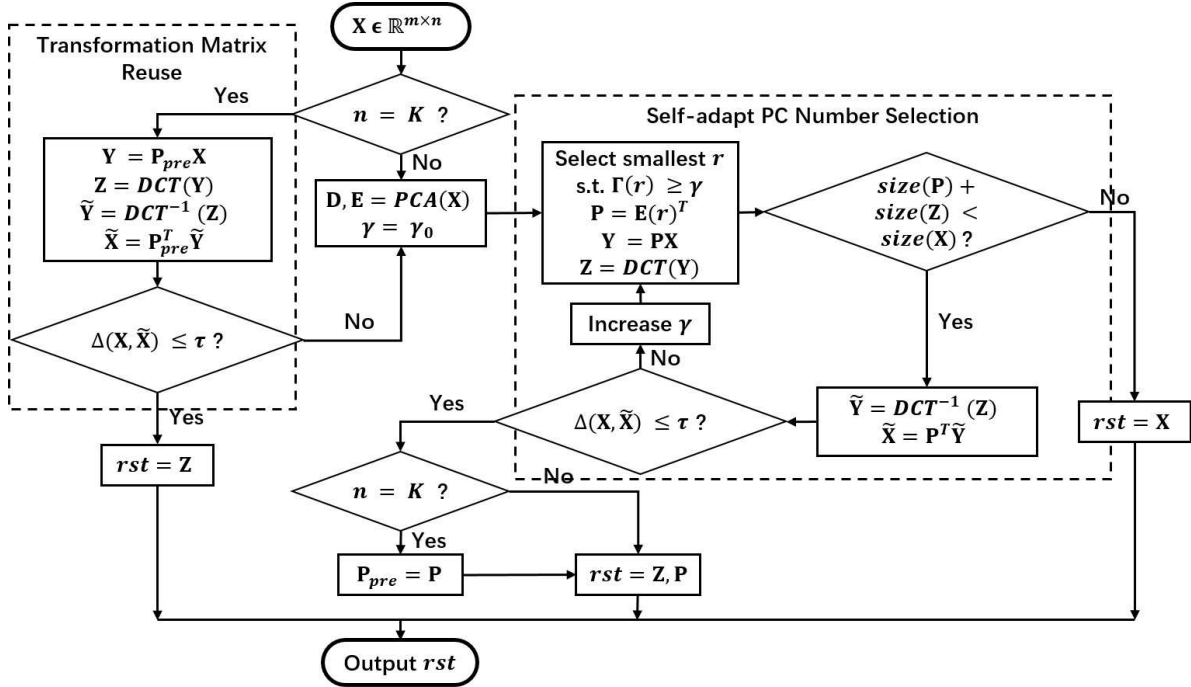 X ϵ ℝ^{m×n}
Transformation Matrix
Reuse
Yes
n = K ?
No
Y = P_{pre}X
Z = DCT(Y)
Ỹ = DCT^{−1} (Z)
X̃ = P_{pre}^{T}Ỹ
D, E = PCA(X)
γ = γ_0
Δ(X, X̃) ≤ τ ?
No
Yes
rst = Z
Self-adapt PC Number Selection
Select smallest r
s.t. Γ(r) ≥ γ
P = E(r)^T
Y = PX
Z = DCT(Y)
size(P) +
size(Z) <
size(X) ?
No
Yes
Increase γ
No
Ỹ = DCT^{−1} (Z)
X̃ = P^TỸ
rst = X
Δ(X, X̃) ≤ τ ?
Yes
n = K ?
No
Yes
P_{pre} = P
rst = Z, P
Output rst